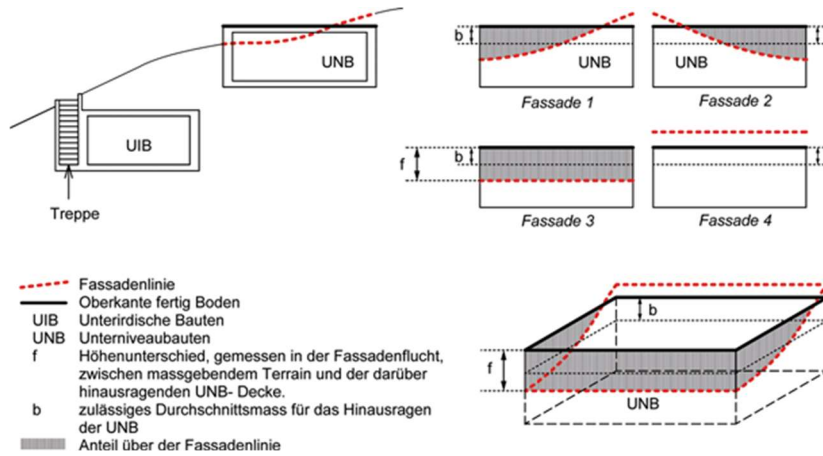 UNB
UIB
Treppe
b
UNB
Fassade 1
UNB
Fassade 2
f
b
Fassade 3
b
Fassade 4
Fassadenlinie
Oberkante fertig Boden
UIB Unterirdische Bauten
UNB Unterniveaubauten
f Höhenunterschied, gemessen in der Fassadenflucht,
zwischen massgebendem Terrain und der darüber
hinausragenden UNB- Decke.
b zulässiges Durchschnittsmass für das Hinausragen
der UNB
Anteil über der Fassadenlinie
b
f
UNB